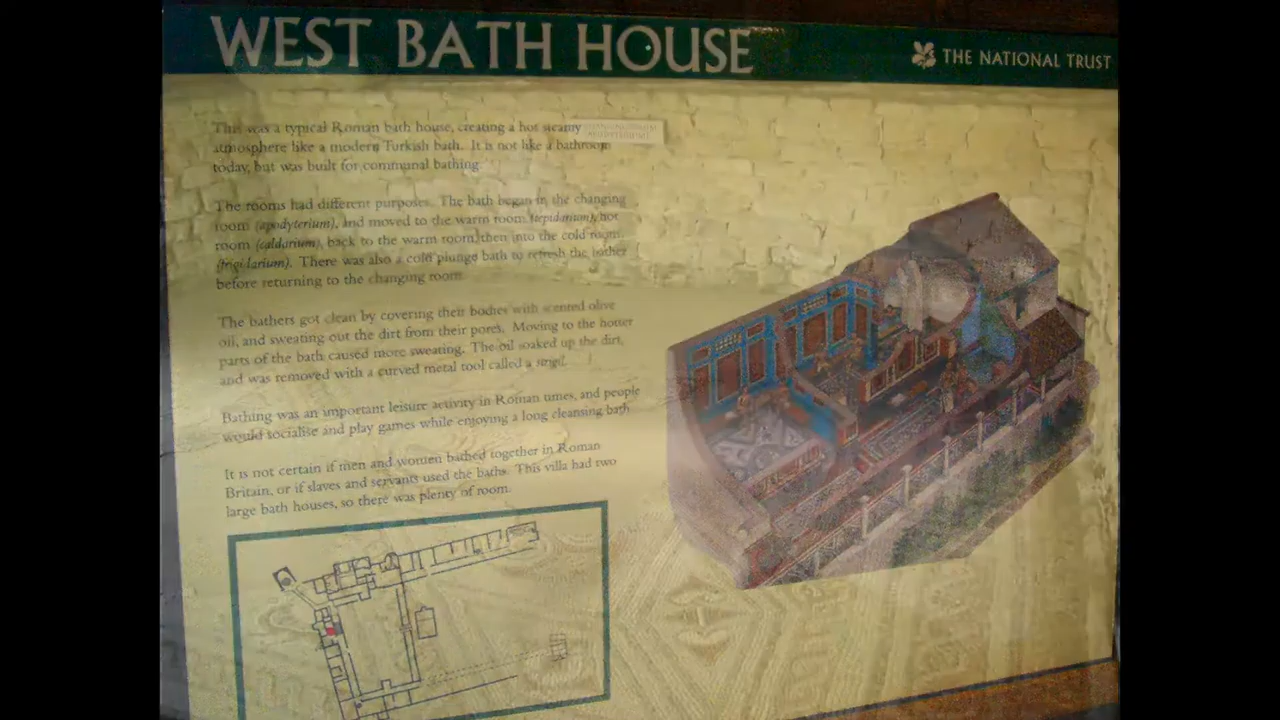 WEST BATH HOUSE
THE NATIONAL TRUST
This was a typical Roman bath house, creating a hot steamy
atmosphere like a modern Turkish bath. It is not like a bathroom
today, but was built for communal bathing.
The rooms had different purposes. The bath began in the changing
room (apodyterium), and moved to the warm room (tepidarium), hot
room (caldarium), back to the warm room, then into the cold room
(frigidarium). There was also a cold plunge bath to refresh the bather
before returning to the changing room.
The bathers got clean by covering their bodies with scented olive
oil, and sweating out the dirt from their pores. Moving to the hotter
parts of the bath caused more sweating. The oil soaked up the dirt,
and was removed with a curved metal tool called a strigil.
Bathing was an important leisure activity in Roman times, and people
would socialise and play games while enjoying a long cleansing bath.
It is not certain if men and women bathed together in Roman
Britain, or if slaves and servants used the baths. This villa had two
large bath houses, so there was plenty of room.